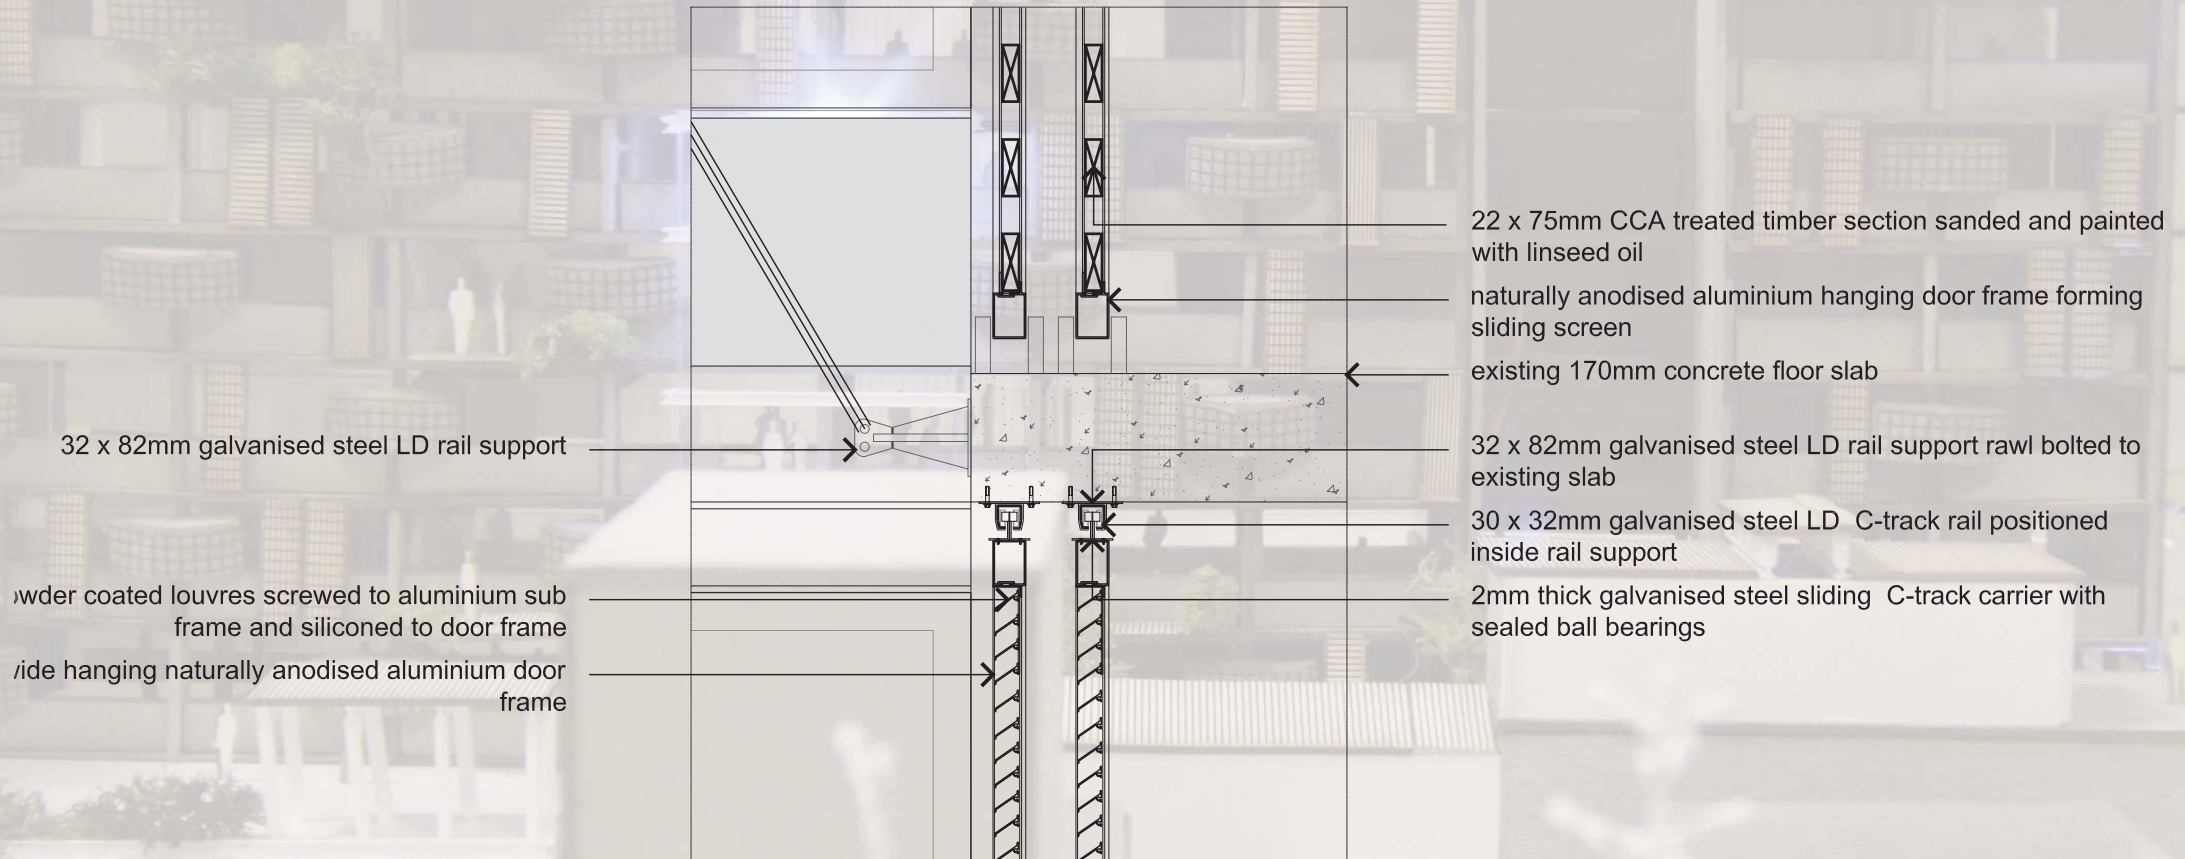 32 x 82mm galvanised steel LD rail support
coated louvres screwed to aluminium sub
frame and siliconed to door frame
hanging naturally anodised aluminium door
frame
22 x 75mm CCA treated timber section sanded and painted
with linseed oil
naturally anodised aluminium hanging door frame forming
sliding screen
existing 170mm concrete floor slab
32 x 82mm galvanised steel LD rail support rawl bolted to
existing slab
30 x 32mm galvanised steel LD  C-track rail positioned
inside rail support
2mm thick galvanised steel sliding  C-track carrier with
sealed ball bearings